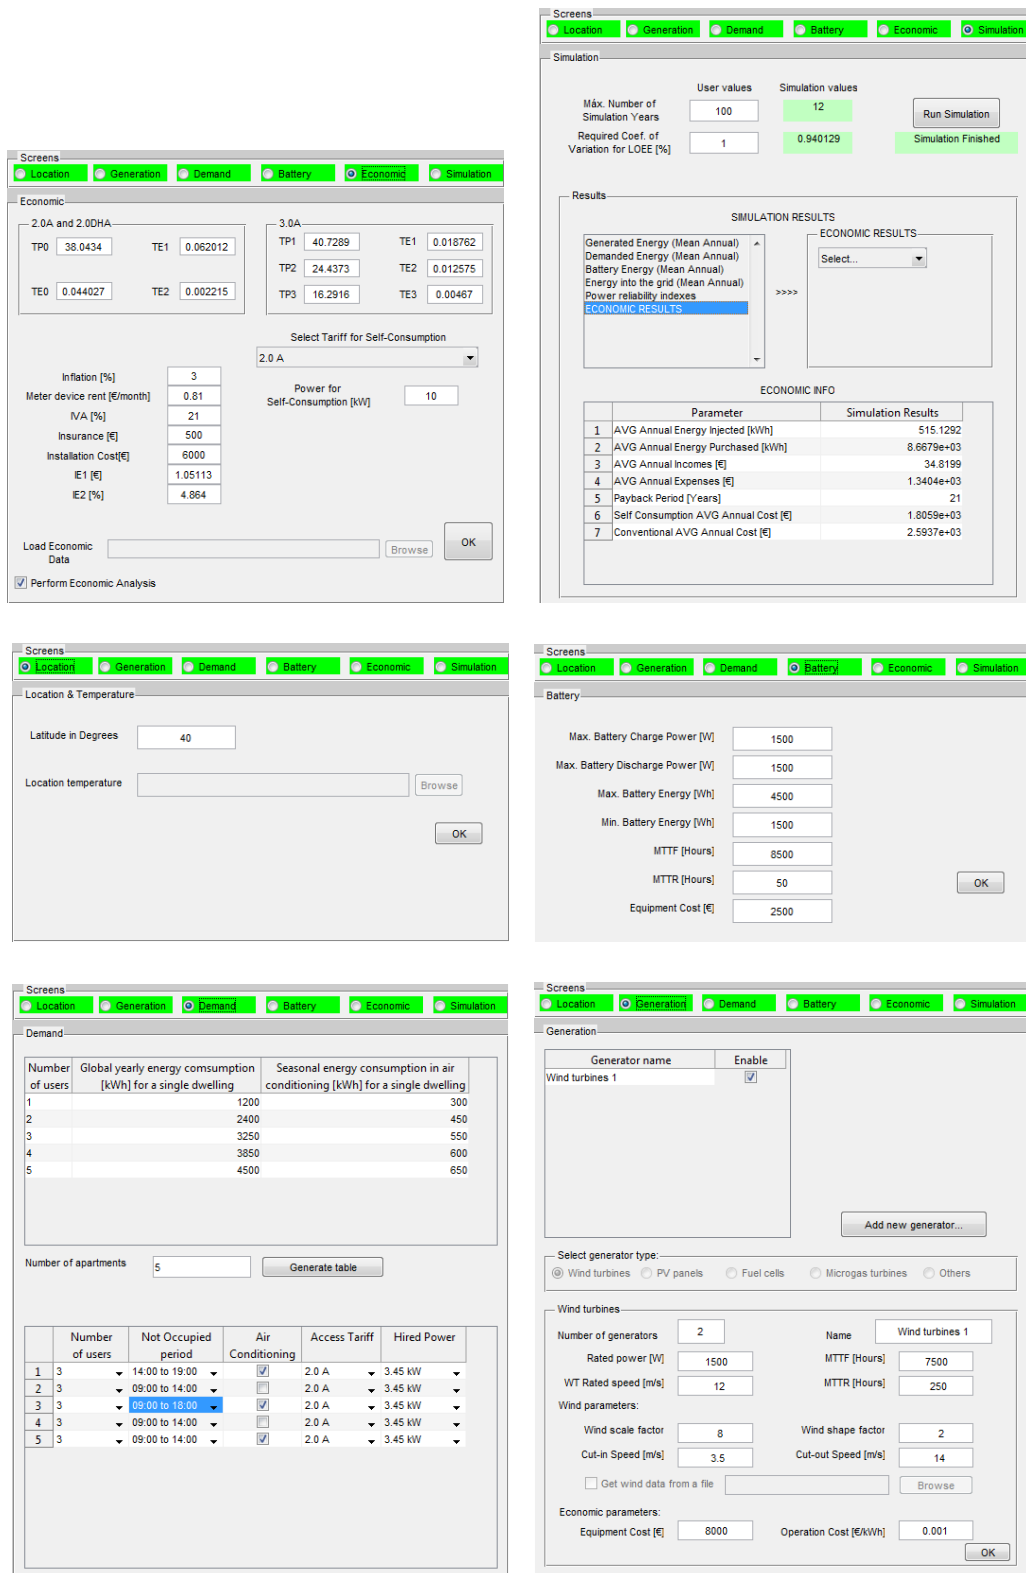 Screens
Location Generation Demand Battery Economic Simulation
Simulation
User values Simulation values
Máx. Number of
Simulation Years 100 12 Run Simulation
Required Coef. of
Variation for LOEE [%] 1 0.940129 Simulation Finished
Results
SIMULATION RESULTS
Generated Energy (Mean Annual)
Demanded Energy (Mean Annual)
Battery Energy (Mean Annual)
Energy into the grid (Mean Annual)
Power reliability indexes
ECONOMIC RESULTS
>>>>
ECONOMIC RESULTS
Select...
ECONOMIC INFO
Parameter Simulation Results
1 AVG Annual Energy Injected [kWh] 515.1292
2 AVG Annual Energy Purchased [kWh] 8.6679e+03
3 AVG Annual Incomes [€] 34.8199
4 AVG Annual Expenses [€] 1.3404e+03
5 Payback Period [Years] 21
6 Self Consumption AVG Annual Cost [€] 1.8059e+03
7 Conventional AVG Annual Cost [€] 2.5937e+03
Screens
Location Generation Demand Battery Economic Simulation
Economic
2.0A and 2.0DHA
TP0 38.0434 TE1 0.062012
TE0 0.044027 TE2 0.002215
3.0A
TP1 40.7289 TE1 0.018762
TP2 24.4373 TE2 0.012575
TP3 16.2916 TE3 0.00467
Select Tariff for Self-Consumption
2.0 A
Power for
Self-Consumption [kW] 10
Inflation [%] 3
Meter device rent [€/month] 0.81
IVA [%] 21
Insurance [€] 500
Installation Cost[€] 6000
IE1 [€] 1.05113
IE2 [%] 4.864
Load Economic
Data Browse OK
Perform Economic Analysis
Screens
Location Generation Demand Battery Economic Simulation
Location & Temperature
Latitude in Degrees 40
Location temperature Browse
OK
Screens
Location Generation Demand Battery Economic Simulation
Battery
Max. Battery Charge Power [W] 1500
Max. Battery Discharge Power [W] 1500
Max. Battery Energy [Wh] 4500
Min. Battery Energy [Wh] 1500
MTTF [Hours] 8500
MTTR [Hours] 50
Equipment Cost [€] 2500
OK
Screens
Location Generation Demand Battery Economic Simulation
Demand
Number Global yearly energy comsumption Seasonal energy consumption in air
of users [kWh] for a single dwelling conditioning [kWh] for a single dwelling
1 1200 300
2 2400 450
3 3250 550
4 3850 600
5 4500 650
Number of apartments 5 Generate table
Number Not Occupied Air Access Tariff Hired Power
of users period Conditioning
1 3 14:00 to 19:00 2.0 A 3.45 kW
2 3 09:00 to 14:00 2.0 A 3.45 kW
3 3 09:00 to 18:00 2.0 A 3.45 kW
4 3 09:00 to 14:00 2.0 A 3.45 kW
5 3 09:00 to 14:00 2.0 A 3.45 kW
Screens
Location Generation Demand Battery Economic Simulation
Generation
Generator name Enable
Wind turbines 1
Add new generator...
Select generator type:
Wind turbines PV panels Fuel cells Microgas turbines Others
Wind turbines
Number of generators 2 Name Wind turbines 1
Rated power [W] 1500 MTTF [Hours] 7500
WT Rated speed [m/s] 12 MTTR [Hours] 250
Wind parameters:
Wind scale factor 8 Wind shape factor 2
Cut-in Speed [m/s] 3.5 Cut-out Speed [m/s] 14
Get wind data from a file Browse
Economic parameters:
Equipment Cost [€] 8000 Operation Cost [€/kWh] 0.001
OK